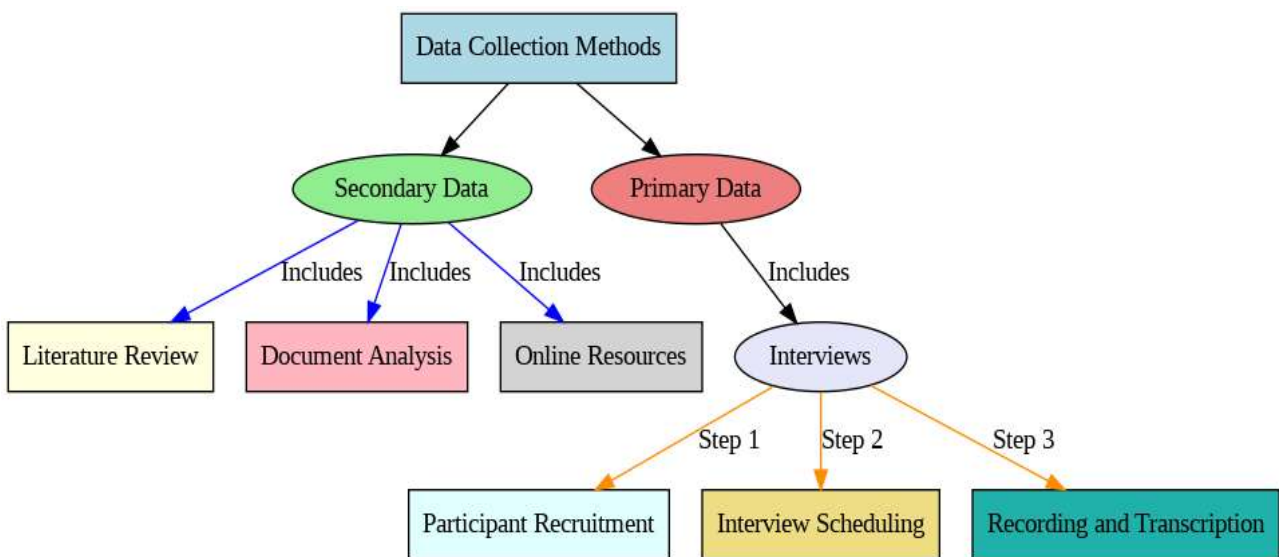 Data Collection Methods
Secondary Data
Primary Data
Includes
Includes
Includes
Includes
Literature Review
Document Analysis
Online Resources
Interviews
Step 1
Step 2
Step 3
Participant Recruitment
Interview Scheduling
Recording and Transcription